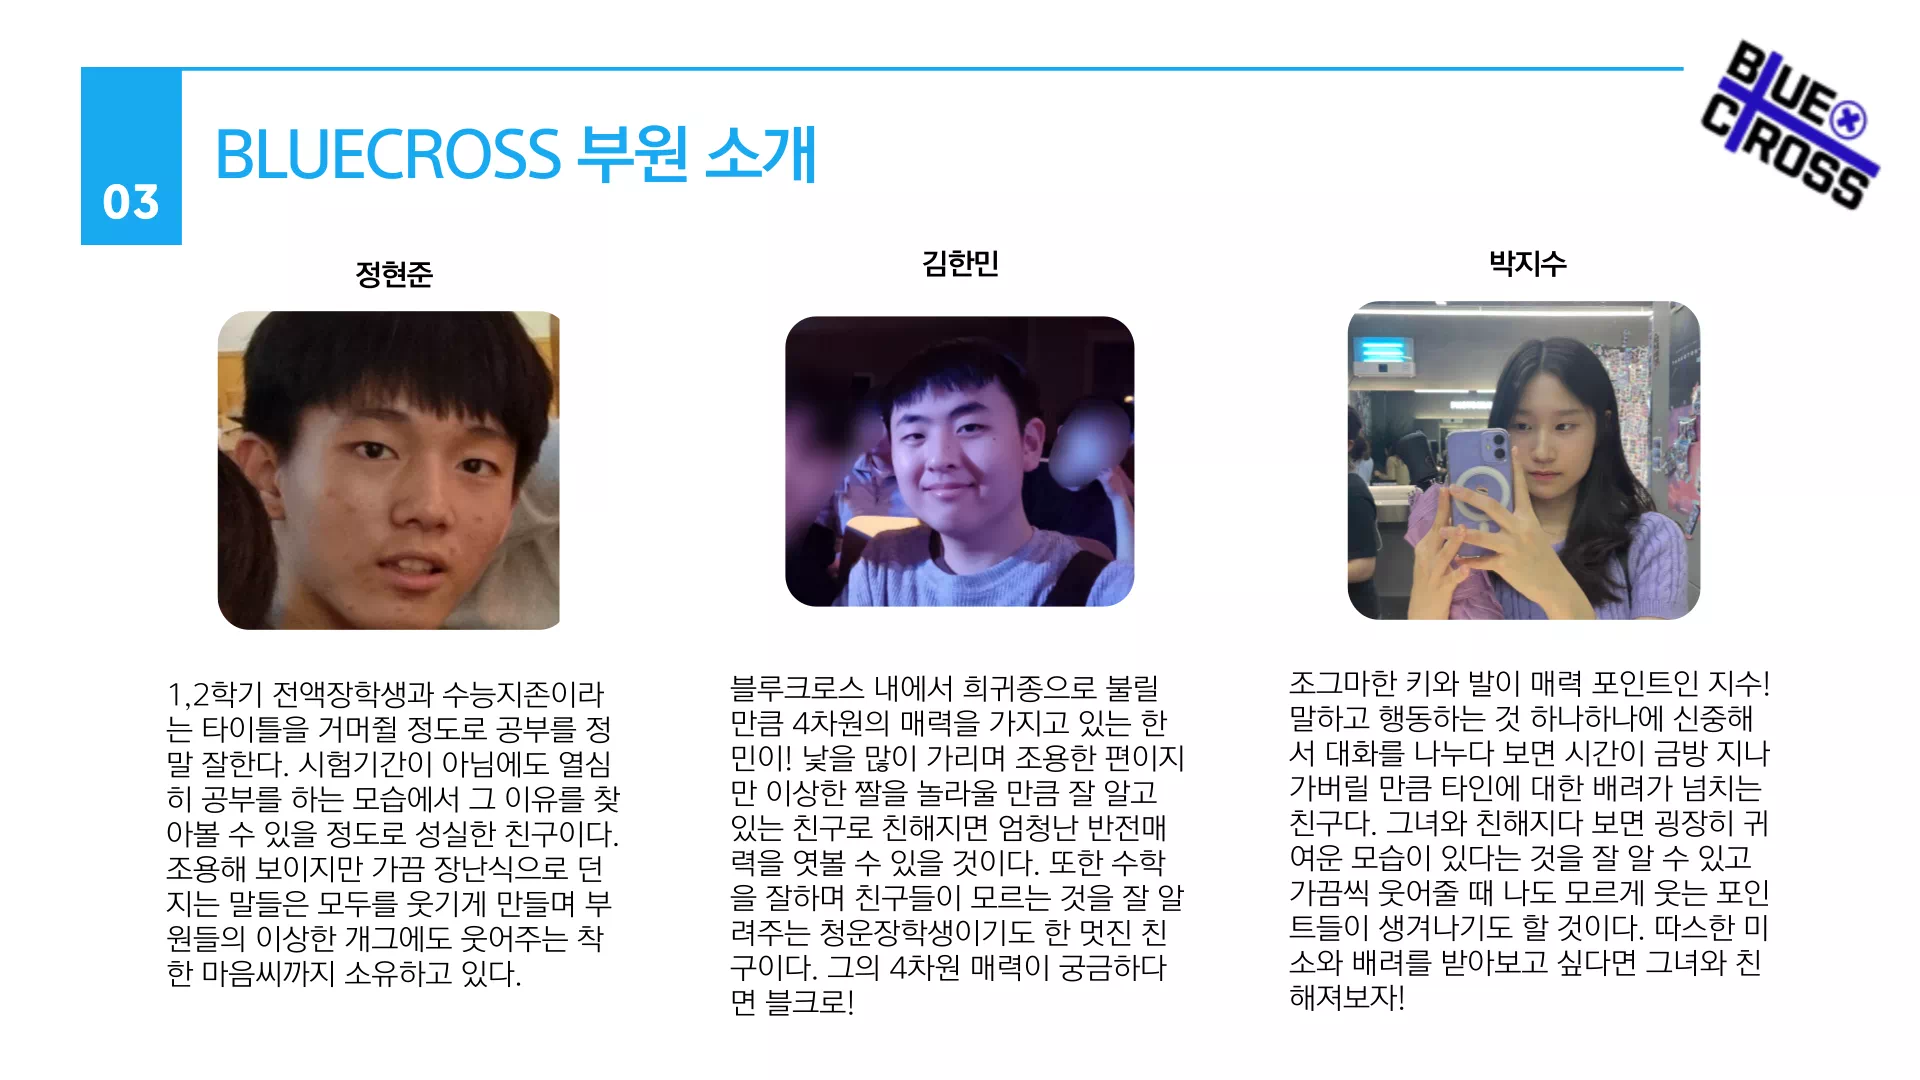 BLUE
CROSS
03
BLUECROSS 부원 소개
정현준
1,2학기 전액장학생과 수능지존이라
는 타이틀을 거머쥘 정도로 공부를 정
말 잘한다. 시험기간이 아님에도 열심
히 공부를 하는 모습에서 그 이유를 찾
아볼 수 있을 정도로 성실한 친구이다.
조용해 보이지만 가끔 장난식으로 던
지는 말들은 모두를 웃기게 만들며 부
원들의 이상한 개그에도 웃어주는 착
한 마음씨까지 소유하고 있다.
김한민
블루크로스 내에서 희귀종으로 불릴
만큼 4차원의 매력을 가지고 있는 한
민이! 낯을 많이 가리며 조용한 편이지
만 이상한 짤을 놀라울 만큼 잘 알고
있는 친구로 친해지면 엄청난 반전매
력을 엿볼 수 있을 것이다. 또한 수학
을 잘하며 친구들이 모르는 것을 잘 알
려주는 청운장학생이기도 한 멋진 친
구이다. 그의 4차원 매력이 궁금하다
면 블크로!
박지수
조그마한 키와 발이 매력 포인트인 지수!
말하고 행동하는 것 하나하나에 신중해
서 대화를 나누다 보면 시간이 금방 지나
가버릴 만큼 타인에 대한 배려가 넘치는
친구다. 그녀와 친해지다 보면 굉장히 귀
여운 모습이 있다는 것을 잘 알 수 있고
가끔씩 웃어줄 때 나도 모르게 웃는 포인
트들이 생겨나기도 할 것이다. 따스한 미
소와 배려를 받아보고 싶다면 그녀와 친
해져보자!